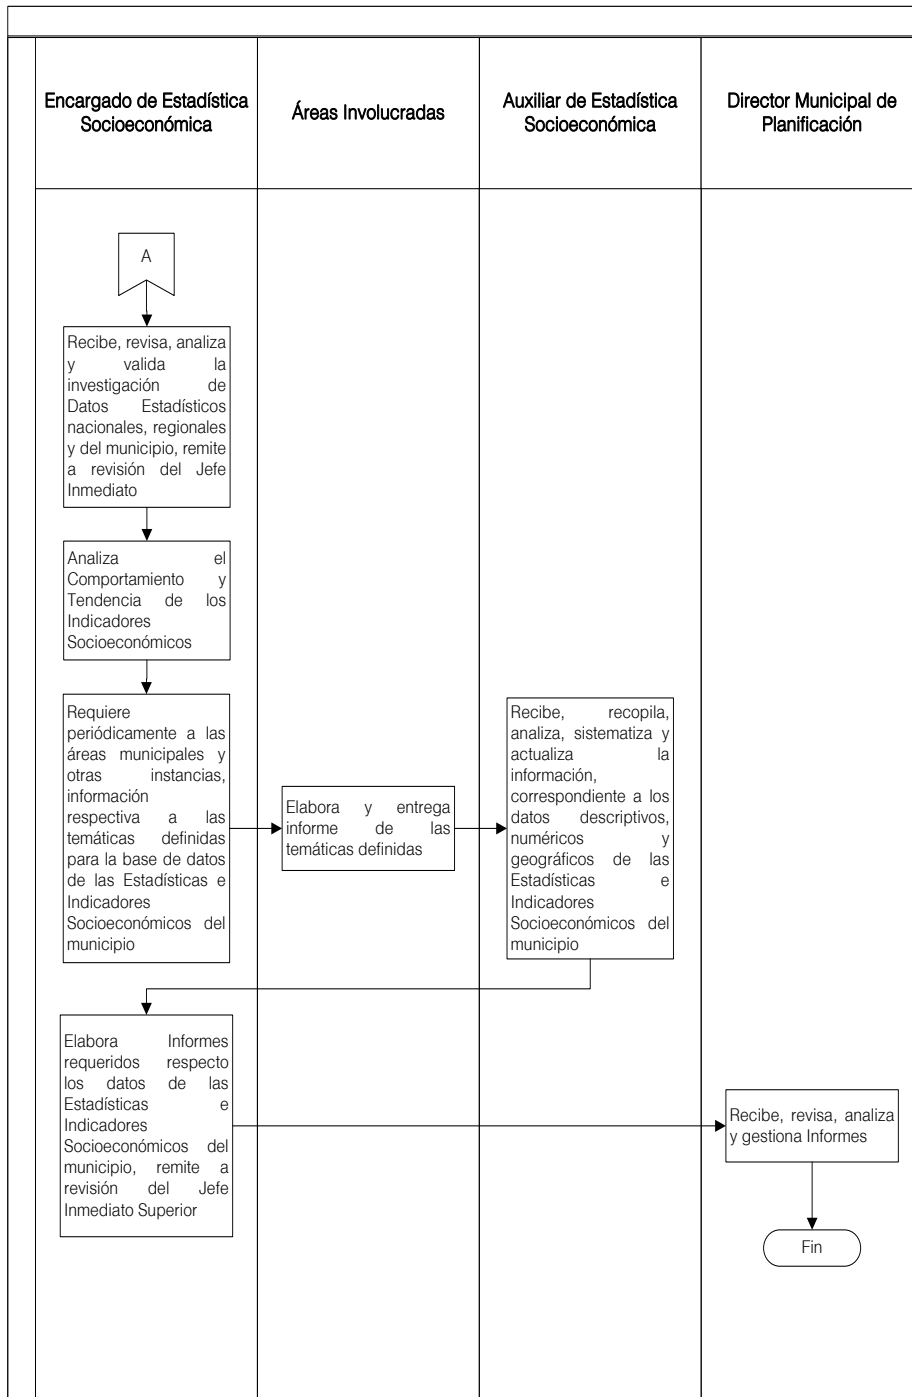 Encargado de Estadística
Socioeconómica
Áreas Involucradas
Auxiliar de Estadística
Socioeconómica
Director Municipal de
Planificación
A
Recibe, revisa, analiza
y valida la
investigación de
Datos Estadísticos
nacionales, regionales
y del municipio, remite
a revisión del Jefe
Inmediato
Analiza el
Comportamiento y
Tendencia de los
Indicadores
Socioeconómicos
Requiere
periódicamente a las
áreas municipales y
otras instancias,
información
respectiva a las
temáticas definidas
para la base de datos
de las Estadísticas e
Indicadores
Socioeconómicos del
municipio
Elabora y entrega
informe de las
temáticas definidas
Recibe, recopila,
analiza, sistematiza y
actualiza la
información,
correspondiente a los
datos descriptivos,
numéricos y
geográficos de las
Estadísticas e
Indicadores
Socioeconómicos del
municipio
Elabora Informes
requeridos respecto
los datos de las
Estadísticas e
Indicadores
Socioeconómicos del
municipio, remite a
revisión del Jefe
Inmediato Superior
Recibe, revisa, analiza
y gestiona Informes
Fin